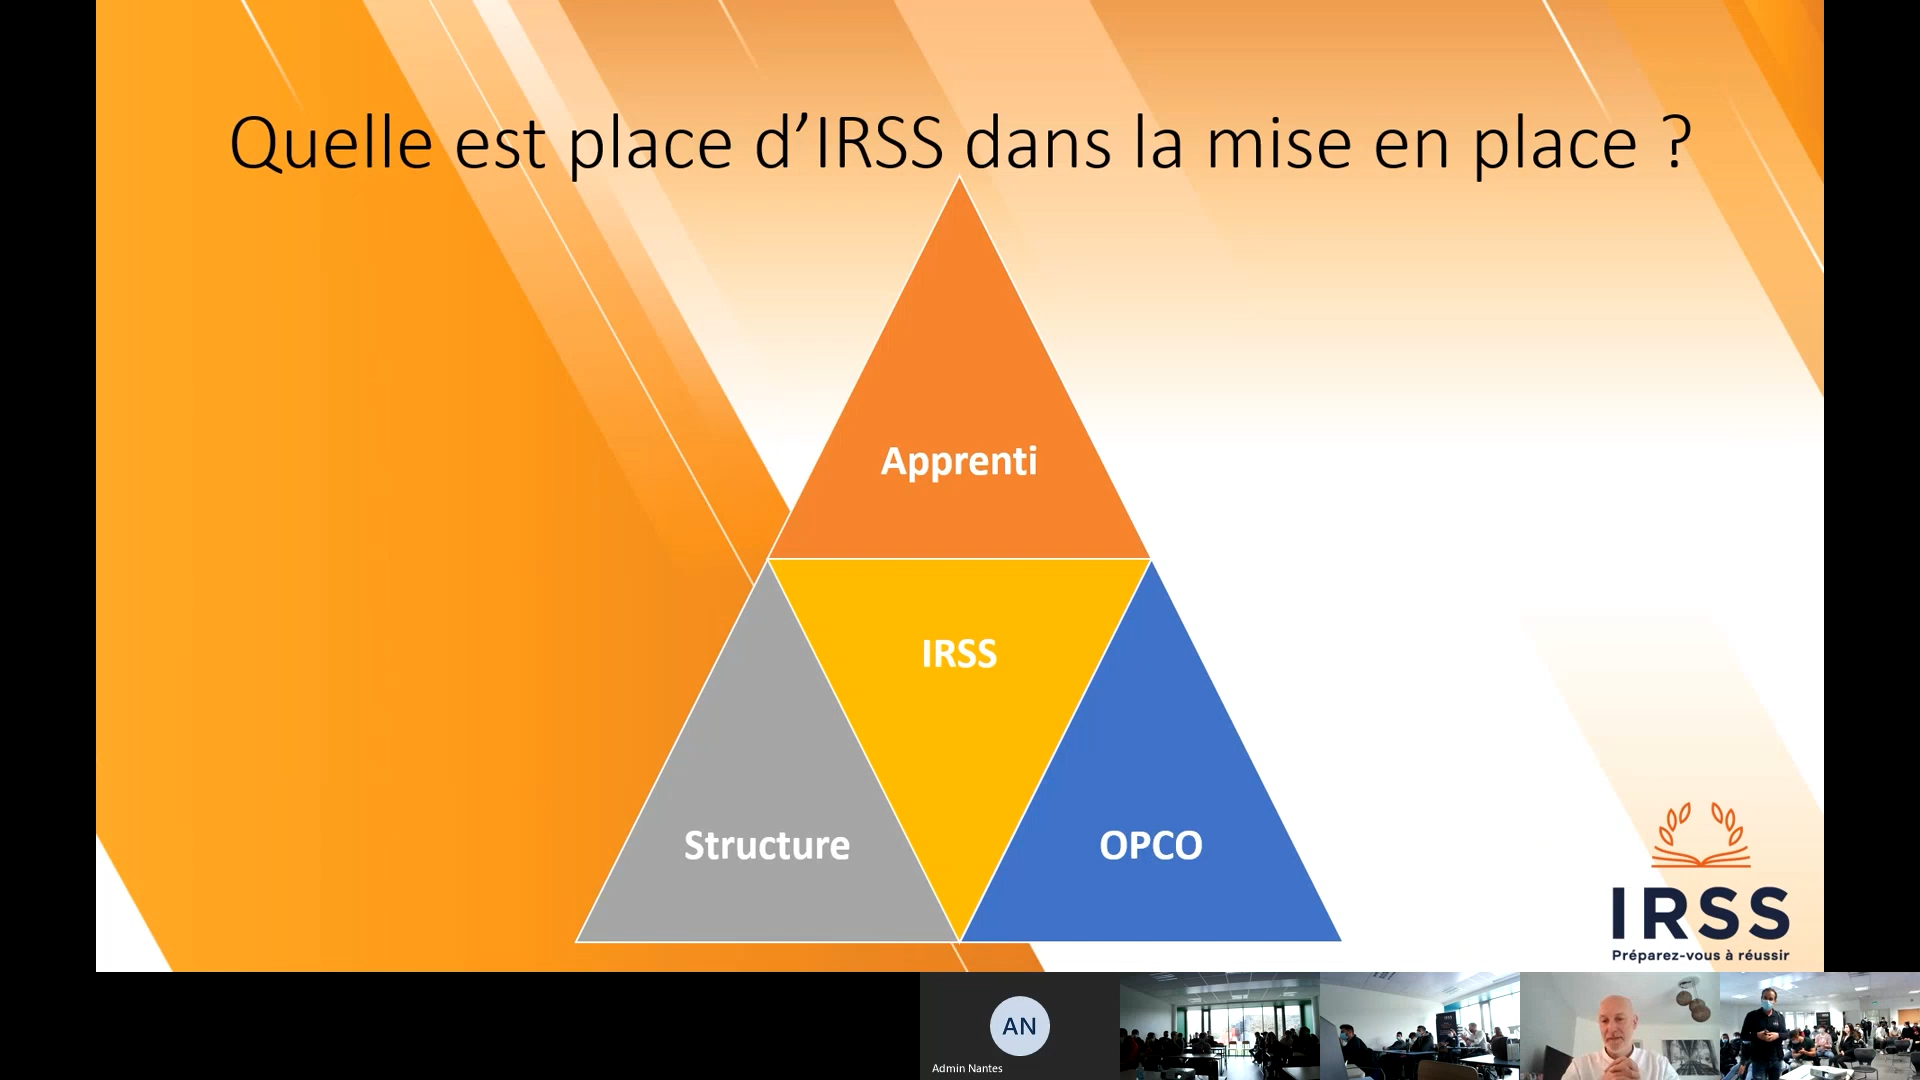 Quelle est place d’IRSS dans la mise en place ?
Apprenti
IRSS
Structure
OPCO
IRSS
Préparez-vous à réussir
AN
Admin Nantes